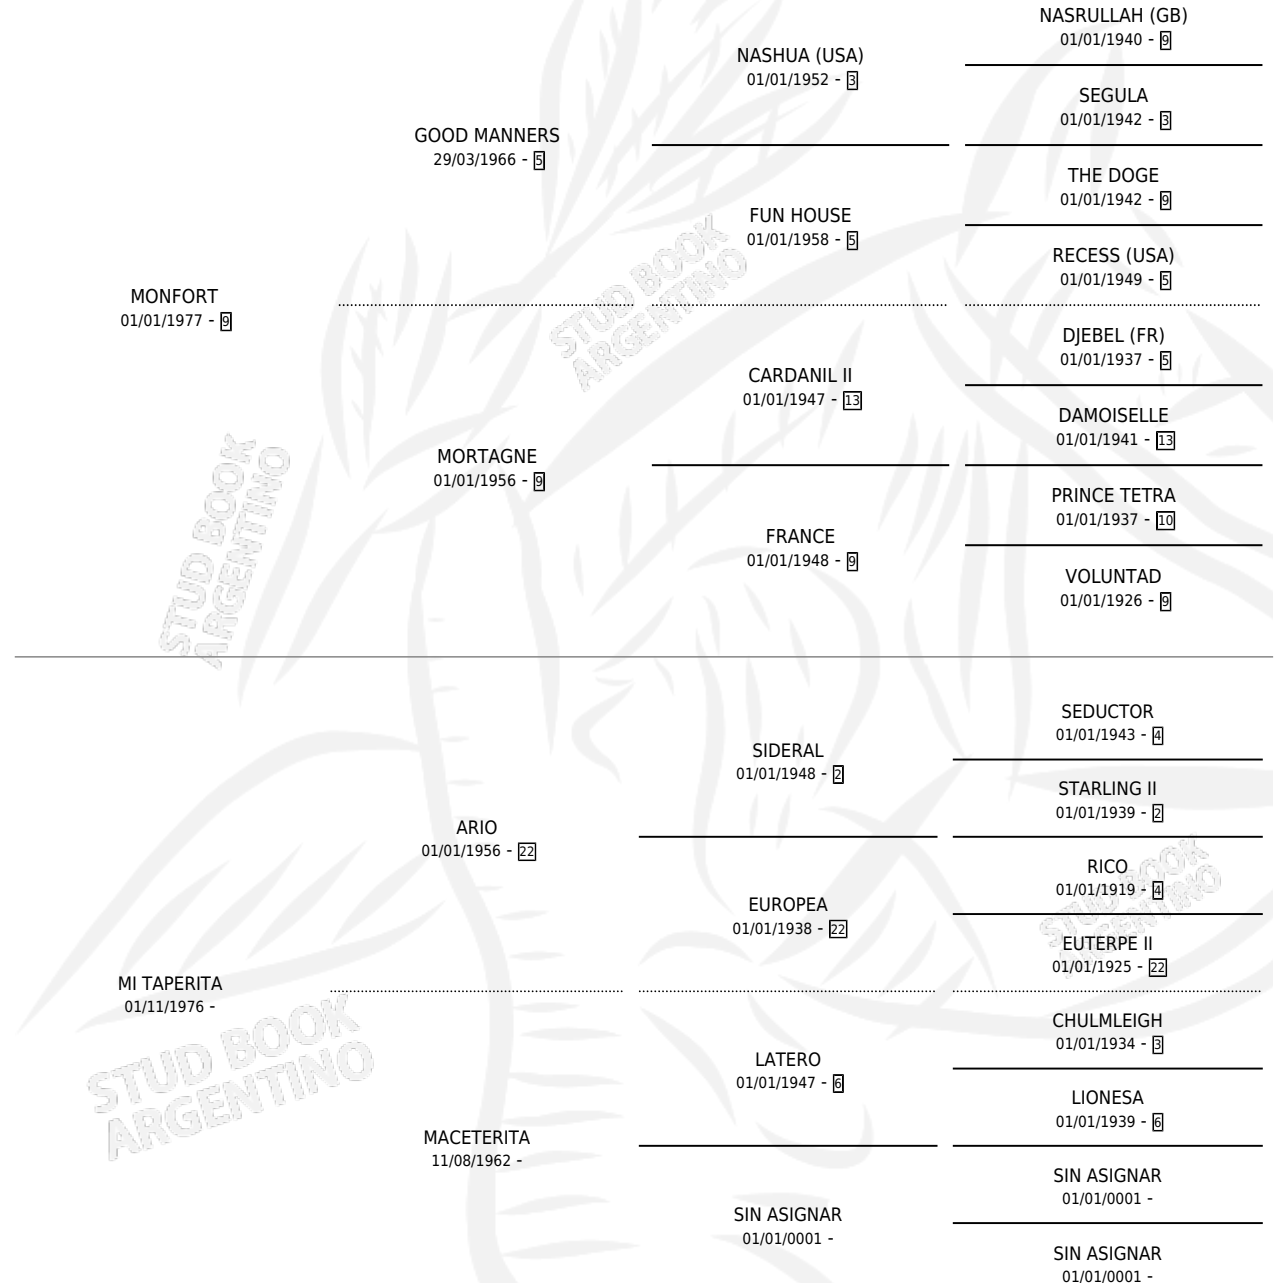 NASRULLAH (GB)
01/01/1940 - 9
NASHUA (USA)
01/01/1952 - 3
SEGULA
01/01/1942 - 3
GOOD MANNERS
29/03/1966 - 5
THE DOGE
01/01/1942 - 9
FUN HOUSE
01/01/1958 - 5
RECESS (USA)
01/01/1949 - 5
MONFORT
01/01/1977 - 9
DJEBEL (FR)
01/01/1937 - 5
CARDANIL II
01/01/1947 - 13
DAMOISELLE
01/01/1941 - 13
MORTAGNE
01/01/1956 - 9
PRINCE TETRA
01/01/1937 - 10
FRANCE
01/01/1948 - 9
VOLUNTAD
01/01/1926 - 9
STUD BOOK
ARGENTINO
STUD BOOK
ARGENTINO
SEDUCTOR
01/01/1943 - 4
SIDERAL
01/01/1948 - 2
STARLING II
01/01/1939 - 2
ARIO
01/01/1956 - 22
RICO
01/01/1919 - 4
EUROPEA
01/01/1938 - 22
EUTERPE II
01/01/1925 - 22
STUD BOOK
ARGENTINO
MI TAPERITA
01/11/1976 -
CHULMLEIGH
01/01/1934 - 3
LATERO
01/01/1947 - 6
LIONESA
01/01/1939 - 6
MACETERITA
11/08/1962 -
SIN ASIGNAR
01/01/0001 -
SIN ASIGNAR
01/01/0001 -
SIN ASIGNAR
01/01/0001 -
STUD BOOK
ARGENTINO